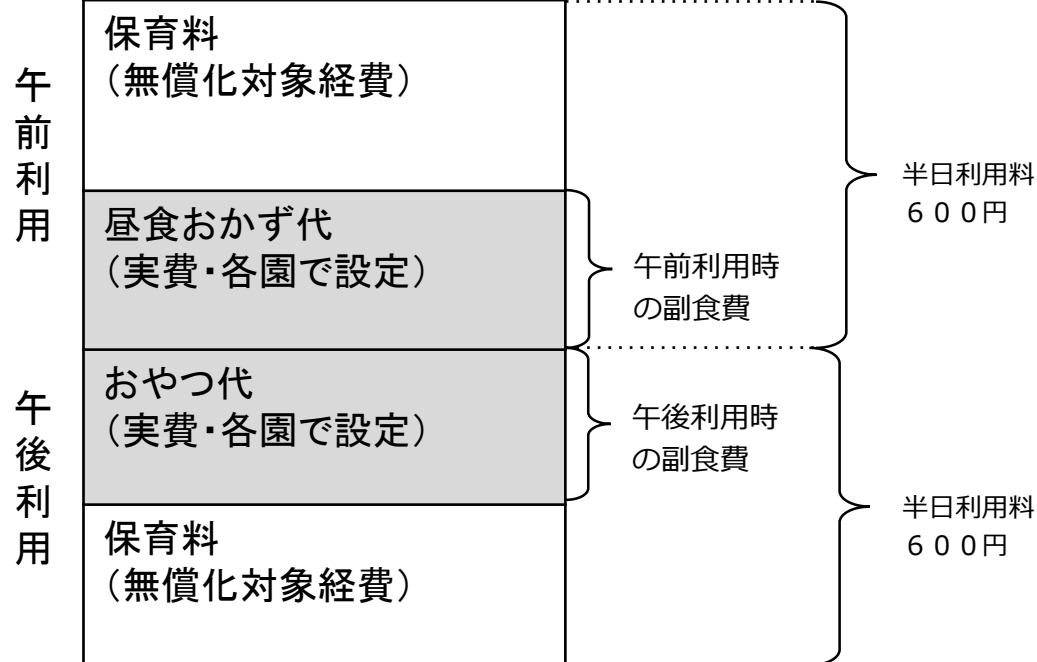 午前利用
保育料
（無償化対象経費）
昼食おかず代
（実費・各園で設定）
午前利用時
の副食費
半日利用料
６００円
午後利用
おやつ代
（実費・各園で設定）
午後利用時
の副食費
保育料
（無償化対象経費）
半日利用料
６００円